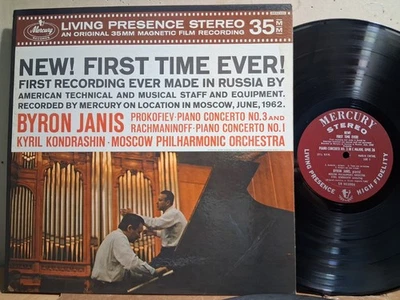 Mercury
LIVING PRESENCE STEREO
AN ORIGINAL 35MM MAGNETIC FILM RECORDING
35 MM
NEW! FIRST TIME EVER!
FIRST RECORDING EVER MADE IN RUSSIA BY
AMERICAN TECHNICAL AND MUSICAL STAFF AND EQUIPMENT.
RECORDED BY MERCURY ON LOCATION IN MOSCOW, JUNE, 1962.
BYRON JANIS PROKOFIEV·PIANO CONCERTO NO. 3 AND
RACHMANINOFF·PIANO CONCERTO NO. 1
KYRIL KONDRASHIN · MOSCOW PHILHARMONIC ORCHESTRA
MERCURY
STEREO
LIVING PRESENCE
HIGH FIDELITY